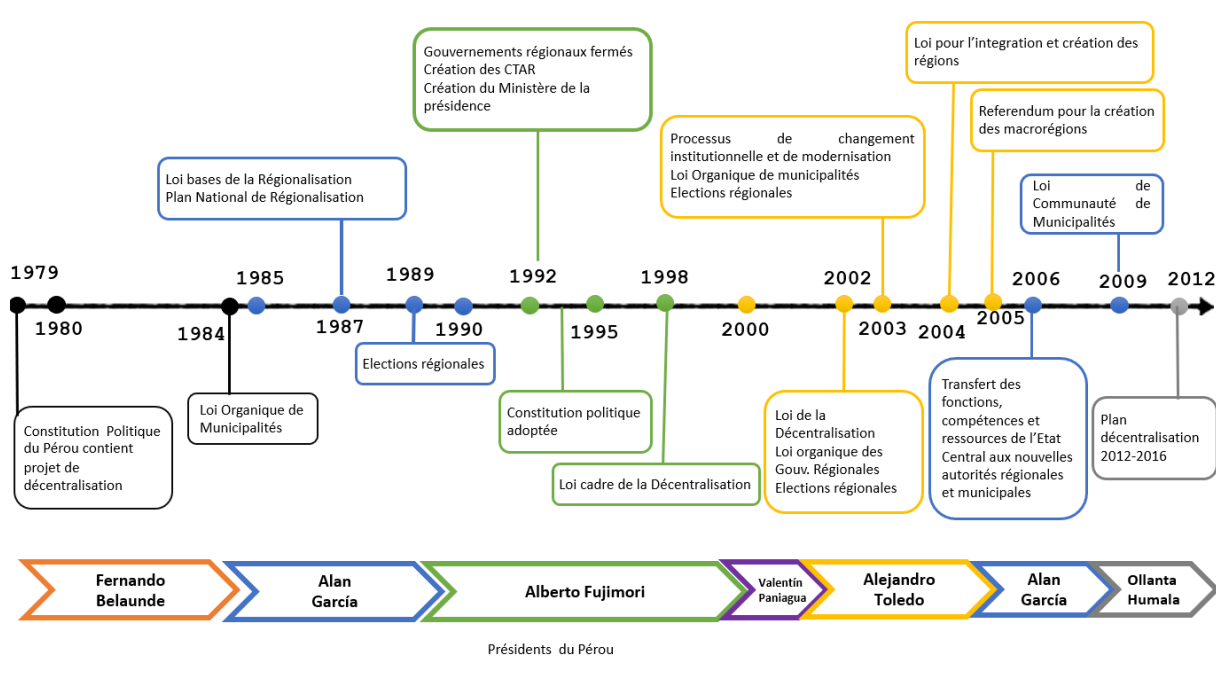 Gouvernements régionaux fermés
Création des CTAR
Création du Ministère de la
présidence
Loi pour l’integration et création des
régions
Referendum pour la création
des macrorégions
Processus de changement
institutionnelle et de modernisation
Loi Organique de municipalités
Elections régionales
Loi bases de la Régionalisation
Plan National de Régionalisation
Loi de
Communauté de
Municipalités
1979
1980
1984
1985
1987
1989
1990
1992
1995
1998
2000
2002
2003
2004
2005
2006
2009
2012
Constitution Politique
du Pérou contient
projet de
décentralisation
Loi Organique de
Municipalités
Elections régionales
Constitution politique
adoptée
Loi cadre de la Décentralisation
Loi de la
Décentralisation
Loi organique des
Gouv. Régionales
Elections régionales
Transfert des
fonctions,
compétences et
ressources de l’Etat
Central aux nouvelles
autorités régionales
et municipales
Plan
décentralisation
2012-2016
Fernando
Belaunde
Alan
García
Alberto Fujimori
Valentín
Paniagua
Alejandro
Toledo
Alan
García
Ollanta
Humala
Présidents du Pérou